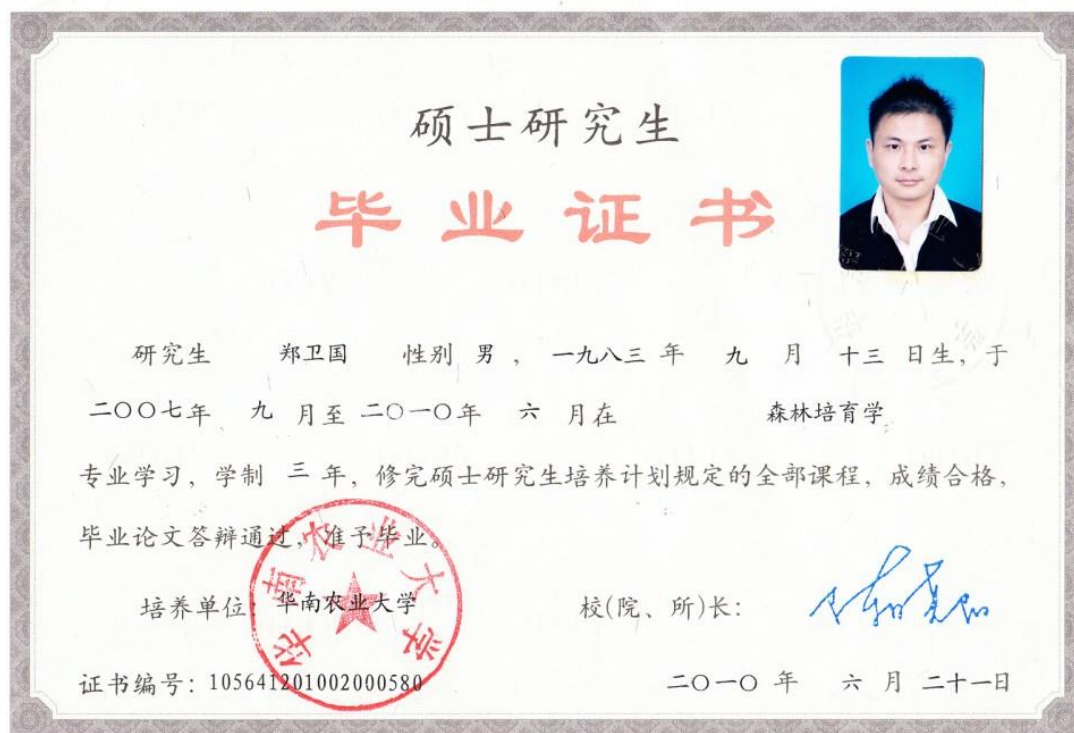 硕士研究生
毕业证书
研究生 郑卫国 性别 男 ， 一九八三 年 九 月 十三 日生，于
二〇〇七年 九 月至 二〇一〇年 六 月在 森林培育学
专业学习，学制 三 年，修完硕士研究生培养计划规定的全部课程，成绩合格，
毕业论文答辩通过，准予毕业。
华南农业大学
培养单位：华南农业大学 校(院、所)长：
证书编号：105641201002000580 二〇一〇 年 六 月 二十一日